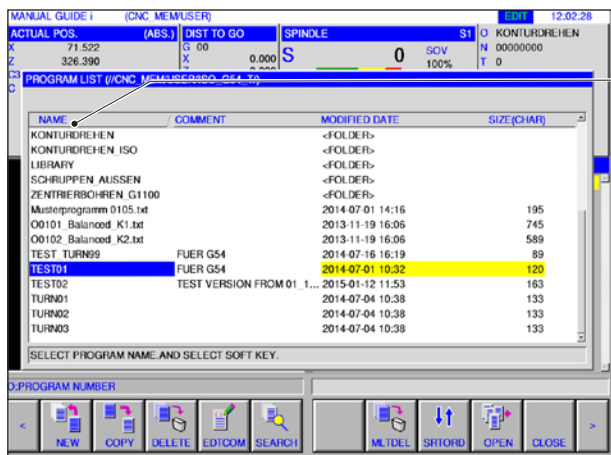 MANUAL GUIDE i (CNC_MEM/USER) EDIT 12.02.28
ACTUAL POS. (ABS.) DIST TO GO SPINDLE S1 O KONTURDREHEN
X 71.522 G 00 S 0 SOV N 00000000
Z 326.390 X 0.000 100% T 0
PROGRAM LIST (//CNC_MEM/USER/ISO_G54_T/)
NAME COMMENT MODIFIED DATE SIZE(CHAR)
KONTURDREHEN <FOLDER>
KONTURDREHEN_ISO <FOLDER>
LIBRARY <FOLDER>
SCHRUPPEN_AUSSEN <FOLDER>
ZENTRIERBOHREN_G1100 <FOLDER>
Musterprogramm 0105.txt 2014-07-01 14:16 195
O0101_Balanced_K1.txt 2013-11-19 16:06 745
O0102_Balanced_K2.txt 2013-11-19 16:06 589
TEST_TURN99 FUER G54 2014-07-16 16:19 89
TEST01 FUER G54 2014-07-01 10:32 120
TEST02 TEST VERSION FROM 01_1... 2015-01-12 11:53 163
TURN01 2014-07-04 10:38 133
TURN02 2014-07-04 10:38 133
TURN03 2014-07-04 10:38 133
SELECT PROGRAM NAME.AND SELECT SOFT KEY.
O:PROGRAM NUMBER
< NEW COPY DELETE EDTCOM SEARCH MLTDEL SRTORD OPEN CLOSE >